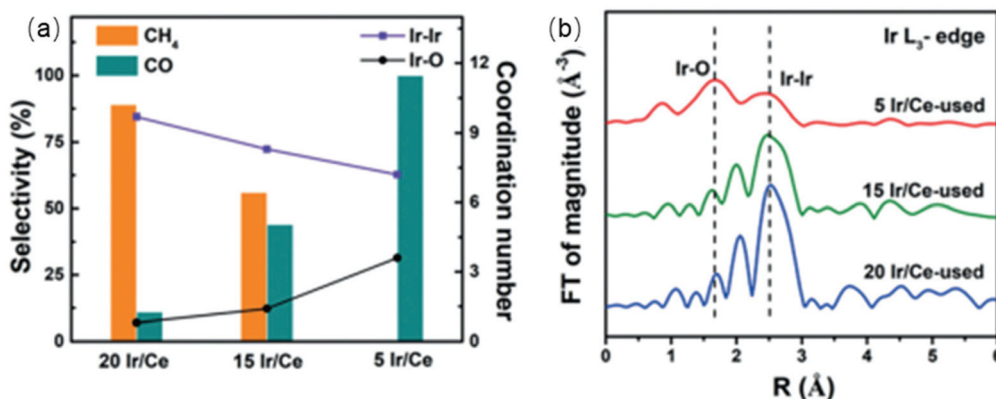 (a)
CH₄
CO
Ir-Ir
Ir-O
Selectivity (%)
100
75
50
25
0
Coordination number
12
9
6
3
0
20 Ir/Ce
15 Ir/Ce
5 Ir/Ce
(b)
Ir L₃- edge
Ir-O
Ir-Ir
5 Ir/Ce-used
15 Ir/Ce-used
20 Ir/Ce-used
FT of magnitude (Å⁻³)
0 1 2 3 4 5 6
R (Å)